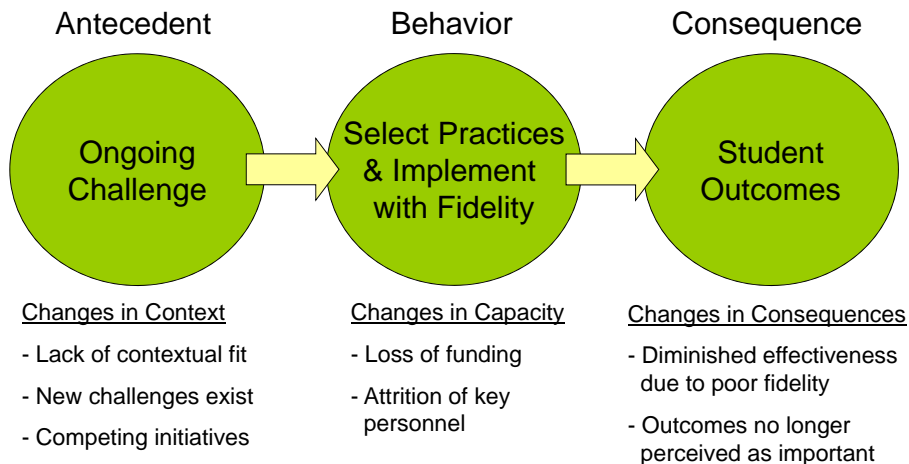 Antecedent
Behavior
Consequence
Ongoing
Challenge
Select Practices
& Implement
with Fidelity
Student
Outcomes
Changes in Context
- Lack of contextual fit
- New challenges exist
- Competing initiatives
Changes in Capacity
- Loss of funding
- Attrition of key
personnel
Changes in Consequences
- Diminished effectiveness
due to poor fidelity
- Outcomes no longer
perceived as important